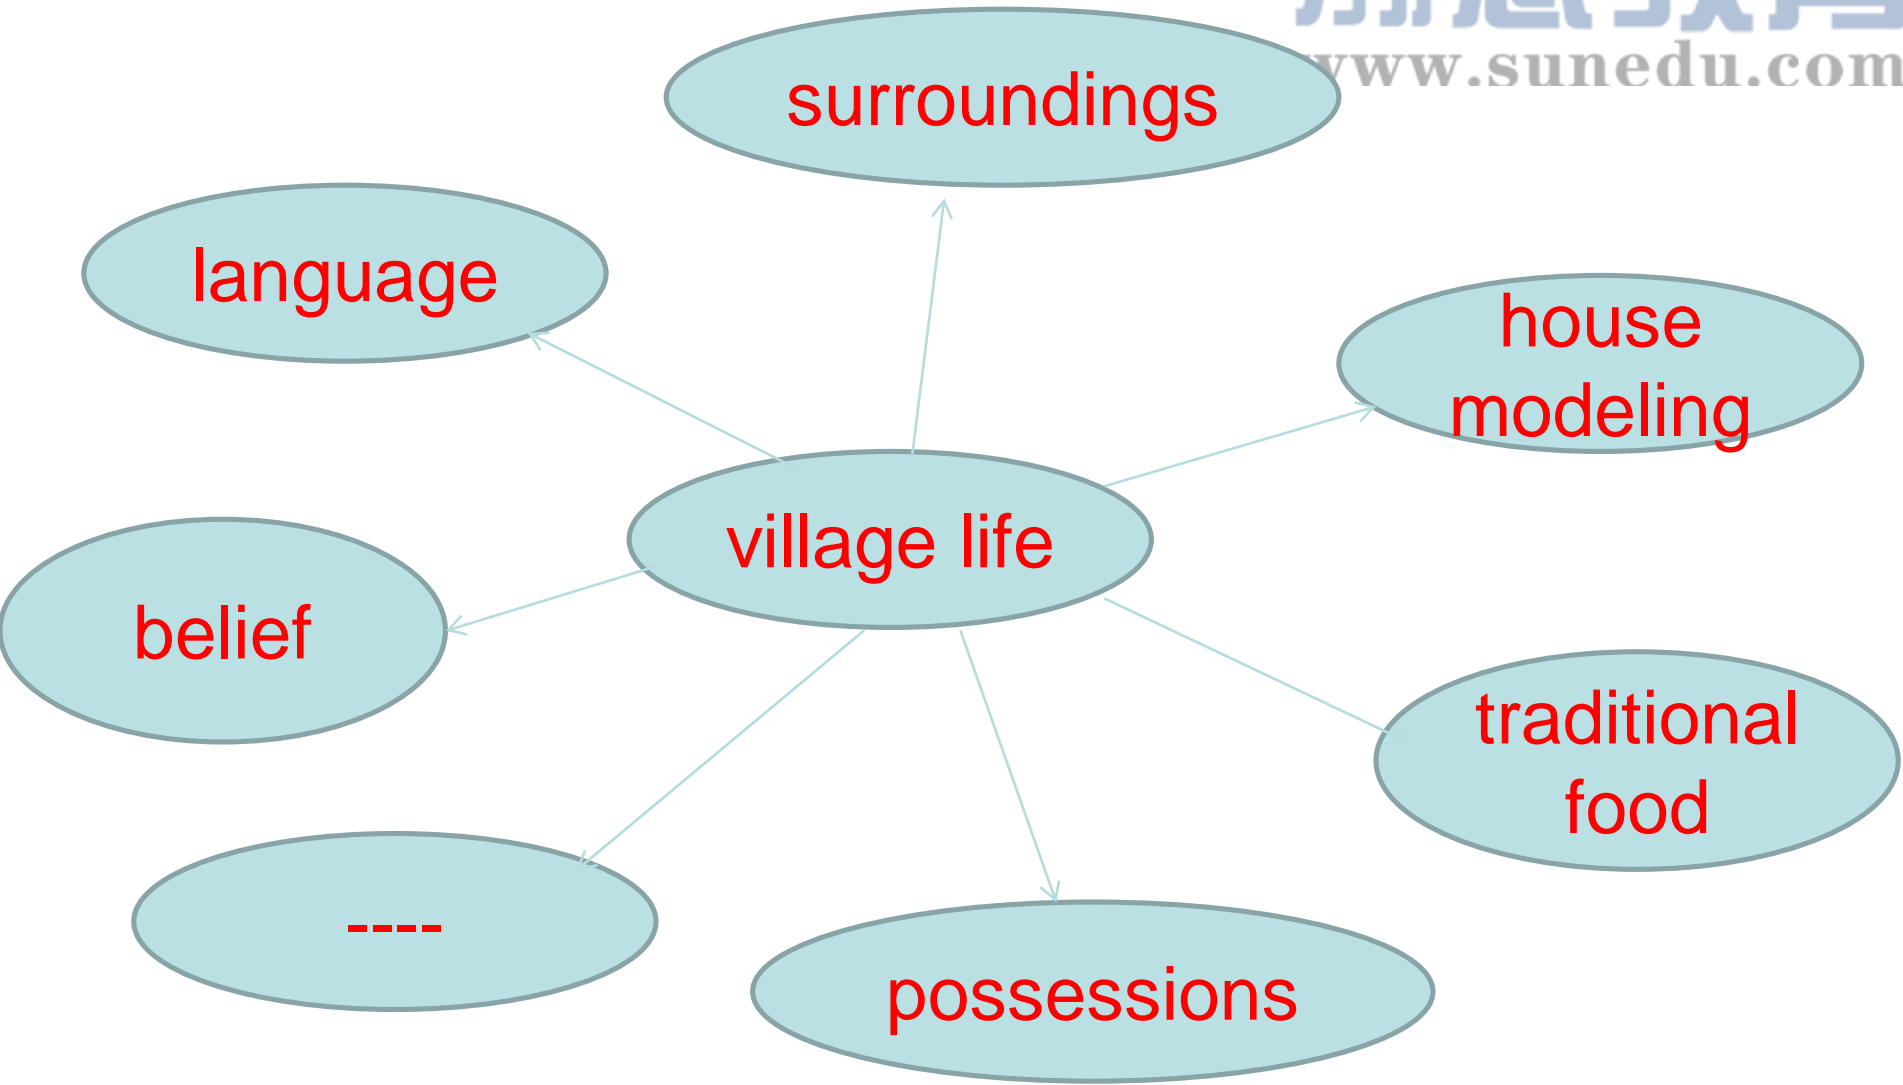 www.sunedu.com
surroundings
language
house
modeling
village life
belief
traditional
food
----
possessions